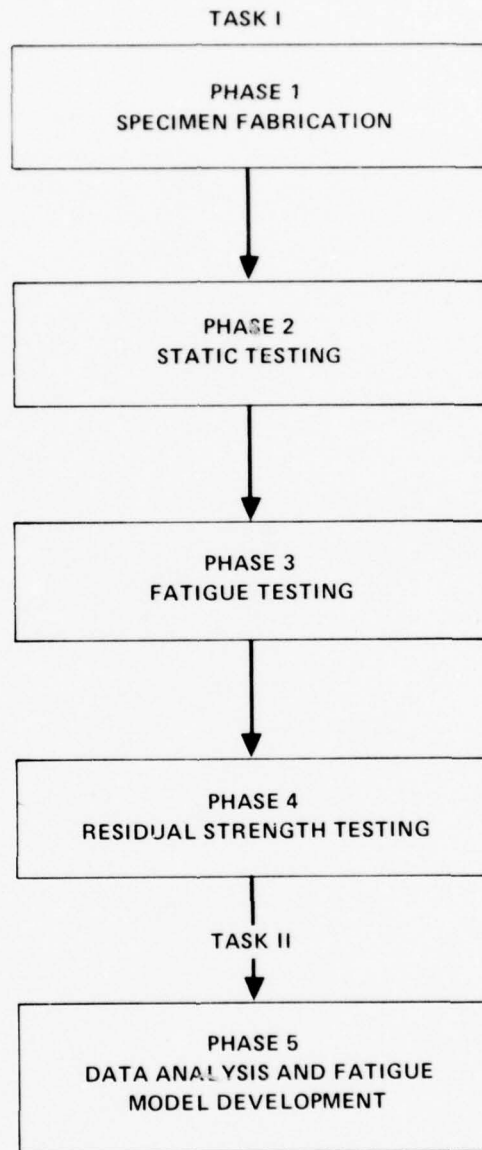 TASK I
PHASE 1
SPECIMEN FABRICATION
PHASE 2
STATIC TESTING
PHASE 3
FATIGUE TESTING
PHASE 4
RESIDUAL STRENGTH TESTING
TASK II
PHASE 5
DATA ANALYSIS AND FATIGUE
MODEL DEVELOPMENT